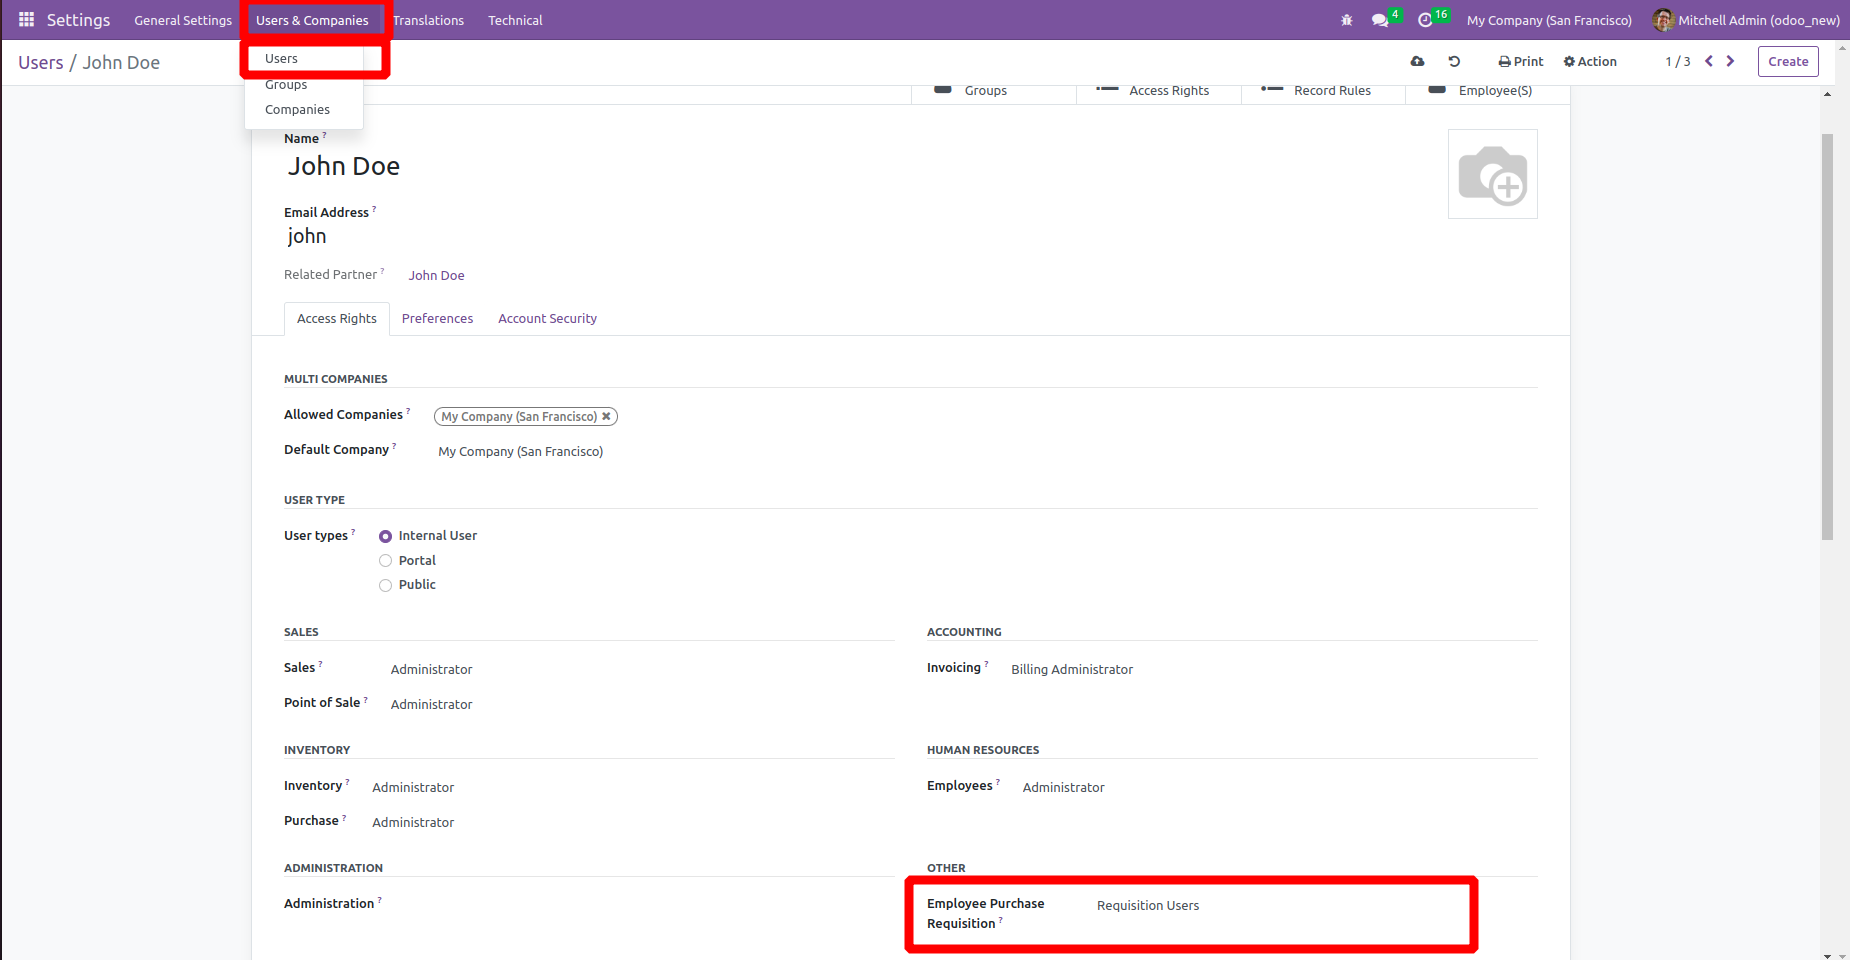 Settings General Settings Users & Companies Translations Technical 4 16 My Company (San Francisco) Mitchell Admin (odoo_new)
Users / John Doe Print Action 1 / 3 Create
Users
Groups
Companies
Groups Access Rights Record Rules Employee(S)
Name ?
John Doe
Email Address ?
john
Related Partner ? John Doe
Access Rights Preferences Account Security
MULTI COMPANIES
Allowed Companies ? My Company (San Francisco) ✖
Default Company ? My Company (San Francisco)
USER TYPE
User types ? Internal User
Portal
Public
SALES ACCOUNTING
Sales ? Administrator Invoicing ? Billing Administrator
Point of Sale ? Administrator
INVENTORY HUMAN RESOURCES
Inventory ? Administrator Employees ? Administrator
Purchase ? Administrator
ADMINISTRATION OTHER
Administration ? Employee Purchase Requisition Users
Requisition ?